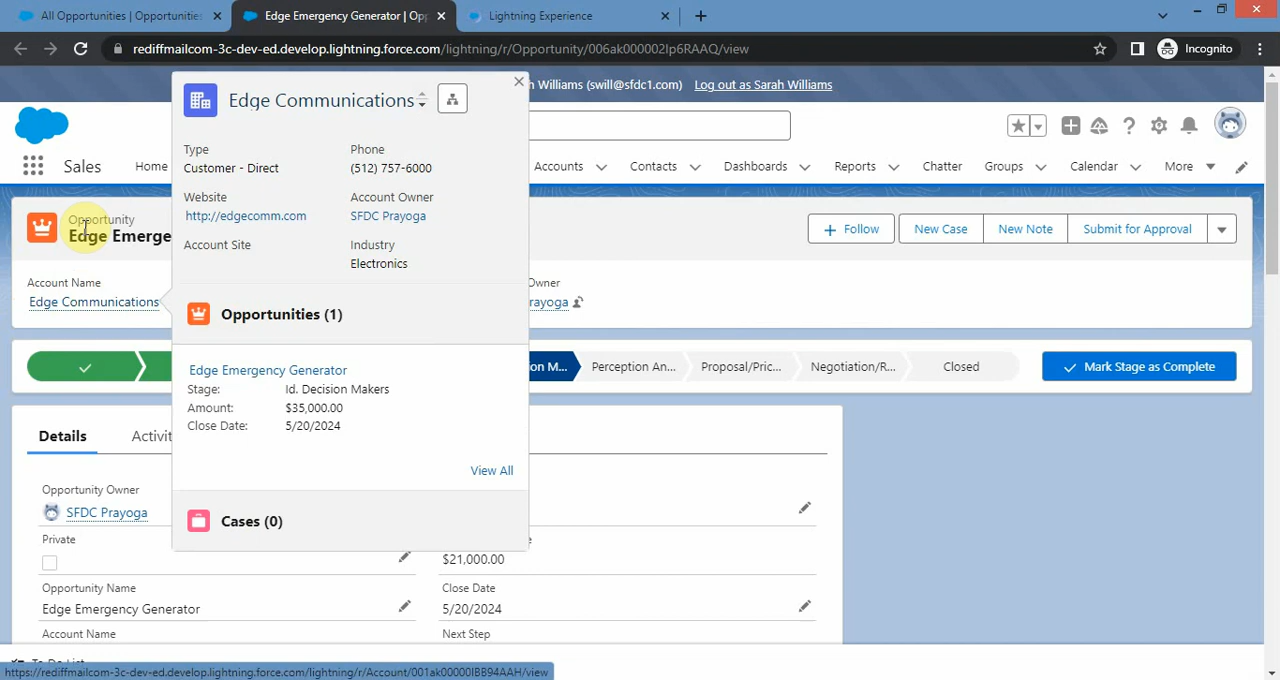 All Opportunities | Opportunities
Edge Emergency Generator | Opp
Lightning Experience
rediffmailcom-3c-dev-ed.develop.lightning.force.com/lightning/r/Opportunity/006ak000002lp6RAAQ/view
Incognito
Williams (swill@sfdc1.com) Log out as Sarah Williams
Sales
Home
Accounts
Contacts
Dashboards
Reports
Chatter
Groups
Calendar
More
Opportunity
Edge Emerge
Follow
New Case
New Note
Submit for Approval
Account Name
Edge Communications
Owner
rayoga
Edge Communications
Type
Customer - Direct
Phone
(512) 757-6000
Website
http://edgecomm.com
Account Owner
SFDC Prayoga
Account Site
Industry
Electronics
Opportunities (1)
Edge Emergency Generator
Stage: Id. Decision Makers
Amount: $35,000.00
Close Date: 5/20/2024
View All
Cases (0)
on M...
Perception An...
Proposal/Pric...
Negotiation/R...
Closed
Mark Stage as Complete
Details
Activit
Opportunity Owner
SFDC Prayoga
Private
$21,000.00
Opportunity Name
Edge Emergency Generator
Close Date
5/20/2024
Account Name
Next Step
https://rediffmailcom-3c-dev-ed.develop.lightning.force.com/lightning/r/Account/001ak00000IBB94AAH/view